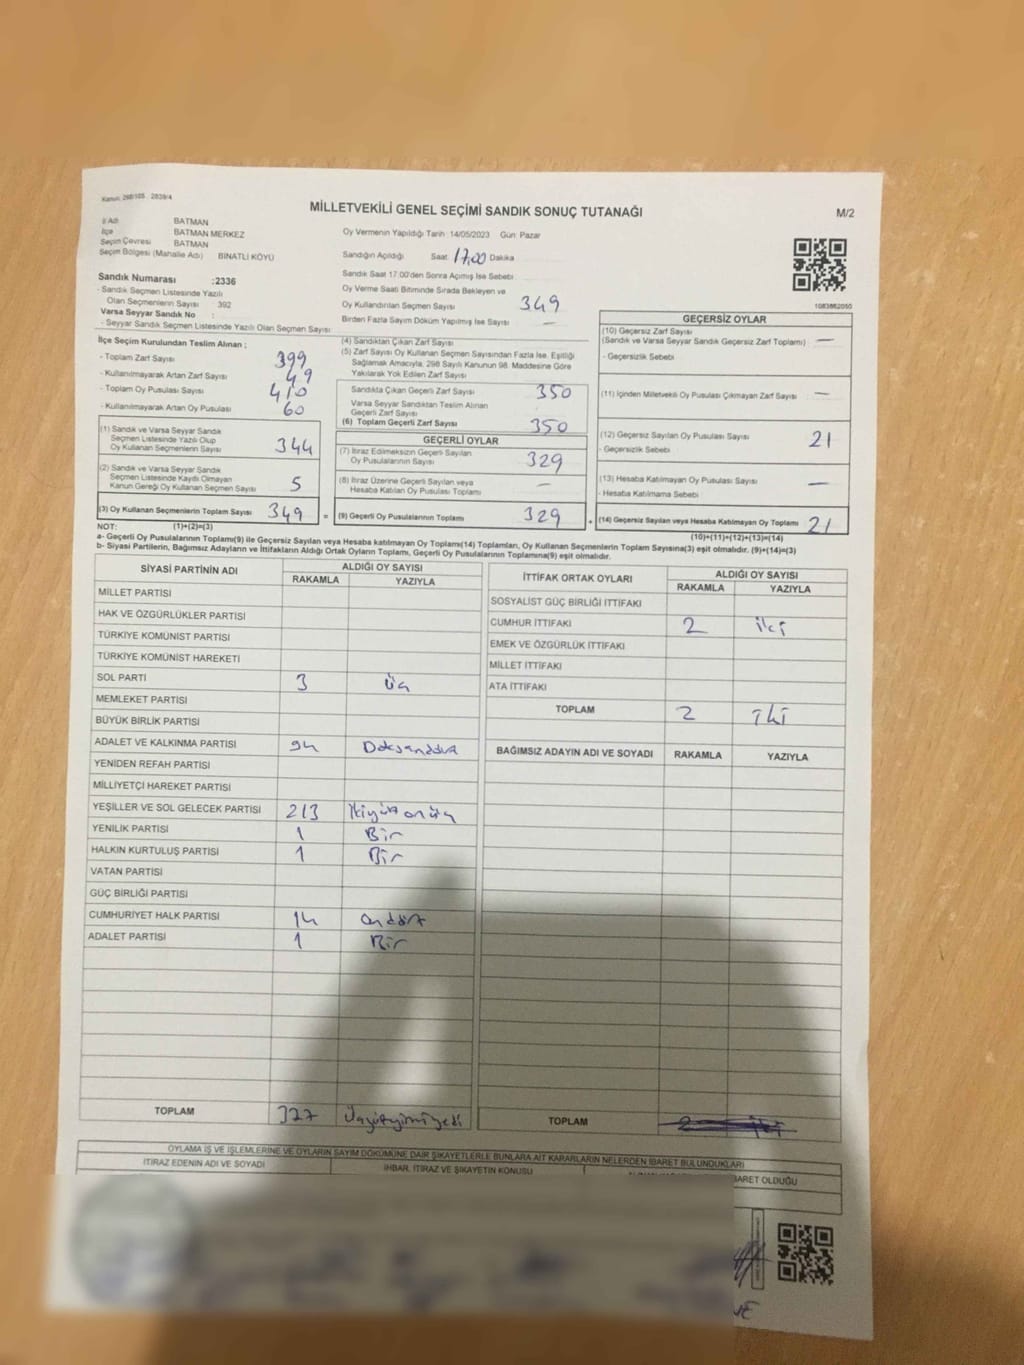 Kanun: 298/105 2839/4
MİLLETVEKİLİ GENEL SEÇİMİ SANDIK SONUÇ TUTANAĞI
M/2
İl Adı BATMAN
İlçe BATMAN MERKEZ
Seçim Çevresi BATMAN
Seçim Bölgesi (Mahalle Adı) BİNATLI KÖYÜ
Oy Vermenin Yapıldığı Tarih 14/05/2023 Gün: Pazar
Sandığın Açıldığı Saat 17,00 Dakika
Sandık Saat 17:00'den Sonra Açılmış İse Sebebi
Oy Verme Saati Bitiminde Sırada Bekleyen ve
Oy Kullandırılan Seçmen Sayısı 349
Birden Fazla Sayım Döküm Yapılmış İse Sayısı —
Sandık Numarası :2336
- Sandık Seçmen Listesinde Yazılı
Olan Seçmenlerin Sayısı 392
Varsa Seyyar Sandık No :
- Seyyar Sandık Seçmen Listesinde Yazılı Olan Seçmen Sayısı
1083862050
İlçe Seçim Kurulundan Teslim Alınan ;
- Toplam Zarf Sayısı 399
- Kullanılmayarak Artan Zarf Sayısı 49
- Toplam Oy Pusulası Sayısı 410
- Kullanılmayarak Artan Oy Pusulası 60
(1) Sandık ve Varsa Seyyar Sandık
Seçmen Listesinde Yazılı Olup
Oy Kullanan Seçmenlerin Sayısı 344
(2) Sandık ve Varsa Seyyar Sandık
Seçmen Listesinde Kaydı Olmayan
Kanun Gereği Oy Kullanan Seçmen Sayısı 5
(3) Oy Kullanan Seçmenlerin Toplam Sayısı 349 =
(1)+(2)=(3)
(4) Sandıktan Çıkan Zarf Sayısı
(5) Zarf Sayısı Oy Kullanan Seçmen Sayısından Fazla İse, Eşitliği
Sağlamak Amacıyla, 298 Sayılı Kanunun 98. Maddesine Göre
Yakılarak Yok Edilen Zarf Sayısı
Sandıkta Çıkan Geçerli Zarf Sayısı 350
Varsa Seyyar Sandıktan Teslim Alınan
Geçerli Zarf Sayısı
(6) Toplam Geçerli Zarf Sayısı 350
GEÇERLİ OYLAR
(7) İtiraz Edilmeksizin Geçerli Sayılan
Oy Pusulalarının Sayısı 329
(8) İtiraz Üzerine Geçerli Sayılan veya
Hesaba Katılan Oy Pusulası Toplamı —
(9) Geçerli Oy Pusulalarının Toplamı 329 +
GEÇERSİZ OYLAR
(10) Geçersiz Zarf Sayısı
(Sandık ve Varsa Seyyar Sandık Geçersiz Zarf Toplamı) —
- Geçersizlik Sebebi
(11) İçinden Milletvekili Oy Pusulası Çıkmayan Zarf Sayısı —
(12) Geçersiz Sayılan Oy Pusulası Sayısı 21
- Geçersizlik Sebebi
(13) Hesaba Katılmayan Oy Pusulası Sayısı —
- Hesaba Katılmama Sebebi
(14) Geçersiz Sayılan veya Hesaba Katılmayan Oy Toplamı 21
(10)+(11)+(12)+(13)=(14)
NOT:
a- Geçerli Oy Pusulalarının Toplamı(9) ile Geçersiz Sayılan veya Hesaba katılmayan Oy Toplamı(14) Toplamları, Oy Kullanan Seçmenlerin Toplam Sayısına(3) eşit olmalıdır. (9)+(14)=(3)
b- Siyasi Partilerin, Bağımsız Adayların ve İttifakların Aldığı Ortak Oyların Toplamı, Geçerli Oy Pusulalarının Toplamına(9) eşit olmalıdır.
SİYASİ PARTİNİN ADI ALDIĞI OY SAYISI
RAKAMLA YAZIYLA
MİLLET PARTİSİ
HAK VE ÖZGÜRLÜKLER PARTİSİ
TÜRKİYE KOMÜNİST PARTİSİ
TÜRKİYE KOMÜNİST HAREKETİ
SOL PARTİ 3 Üç
MEMLEKET PARTİSİ
BÜYÜK BİRLİK PARTİSİ
ADALET VE KALKINMA PARTİSİ 94 Doksandört
YENİDEN REFAH PARTİSİ
MİLLİYETÇİ HAREKET PARTİSİ
YEŞİLLER VE SOL GELECEK PARTİSİ 213 İkiyüz onüç
YENİLİK PARTİSİ 1 Bir
HALKIN KURTULUŞ PARTİSİ 1 Bir
VATAN PARTİSİ
GÜÇ BİRLİĞİ PARTİSİ
CUMHURİYET HALK PARTİSİ 14 ondört
ADALET PARTİSİ 1 Bir
TOPLAM 327 Üçyüzyirmiyedi
İTTİFAK ORTAK OYLARI ALDIĞI OY SAYISI
RAKAMLA YAZIYLA
SOSYALİST GÜÇ BİRLİĞİ İTTİFAKI
CUMHUR İTTİFAKI 2 iki
EMEK VE ÖZGÜRLÜK İTTİFAKI
MİLLET İTTİFAKI
ATA İTTİFAKI
TOPLAM 2 iki
BAĞIMSIZ ADAYIN ADI VE SOYADI RAKAMLA YAZIYLA
TOPLAM 2 iki
OYLAMA İŞ VE İŞLEMLERİNE VE OYLARIN SAYIM DÖKÜMÜNE DAİR ŞİKAYETLERLE BUNLARA AİT KARARLARIN NELERDEN İBARET BULUNDUKLARI
İTİRAZ EDENİN ADI VE SOYADI İHBAR, İTİRAZ VE ŞİKAYETİN KONUSU
BARET OLDUĞU